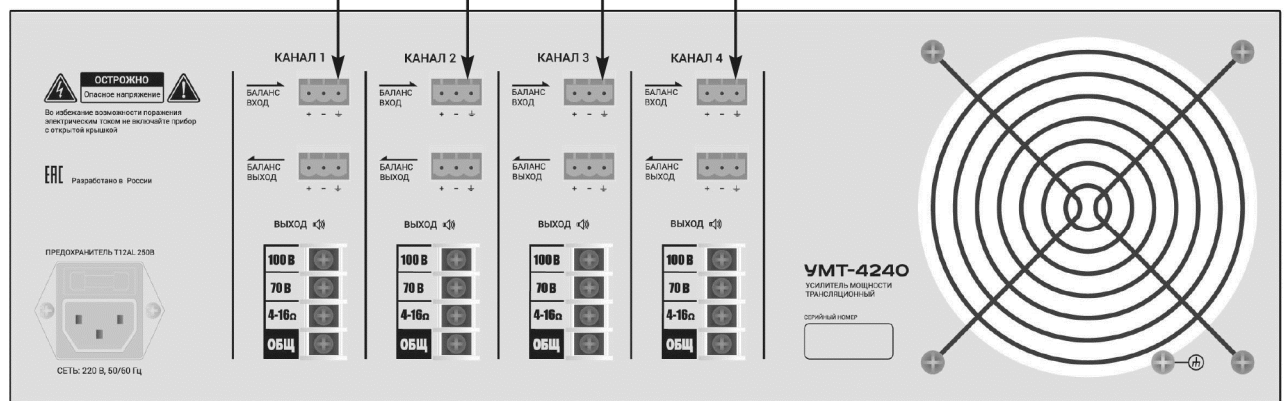 ОСТРОЖНО
Опасное напряжение
Во избежание возможности поражения
электрическим током не включайте прибор
с открытой крышкой
EAC Разработано в России
ПРЕДОХРАНИТЕЛЬ Т12AL 250В
СЕТЬ: 220 В, 50/60 Гц
КАНАЛ 1
БАЛАНС
ВХОД
+ -
БАЛАНС
ВЫХОД
+ -
ВЫХОД
100 В
70 В
4-16Ω
ОБЩ
КАНАЛ 2
БАЛАНС
ВХОД
+ -
БАЛАНС
ВЫХОД
+ -
ВЫХОД
100 В
70 В
4-16Ω
ОБЩ
КАНАЛ 3
БАЛАНС
ВХОД
+ -
БАЛАНС
ВЫХОД
+ -
ВЫХОД
100 В
70 В
4-16Ω
ОБЩ
КАНАЛ 4
БАЛАНС
ВХОД
+ -
БАЛАНС
ВЫХОД
+ -
ВЫХОД
100 В
70 В
4-16Ω
ОБЩ
УМТ-4240
УСИЛИТЕЛЬ МОЩНОСТИ
ТРАНСЛЯЦИОННЫЙ
СЕРИЙНЫЙ НОМЕР